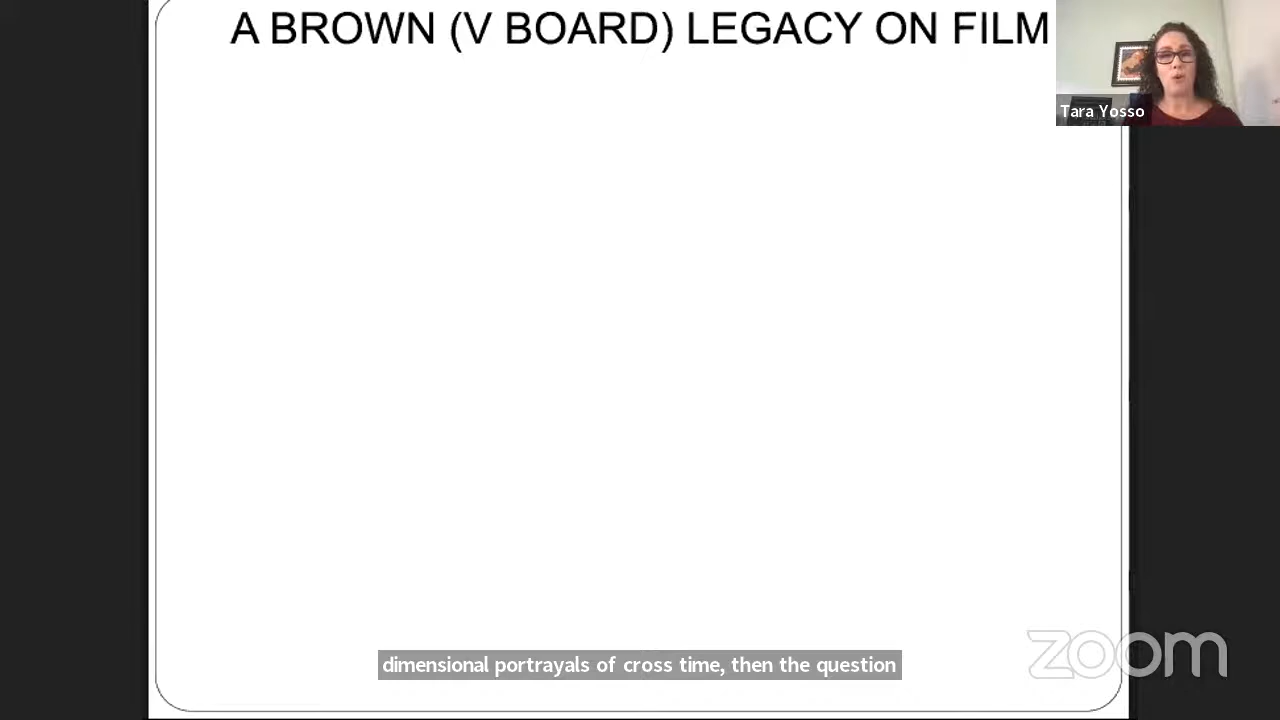 A BROWN (V BOARD) LEGACY ON FILM
Tara Yosso
dimensional portrayals of cross time, then the question
zoom